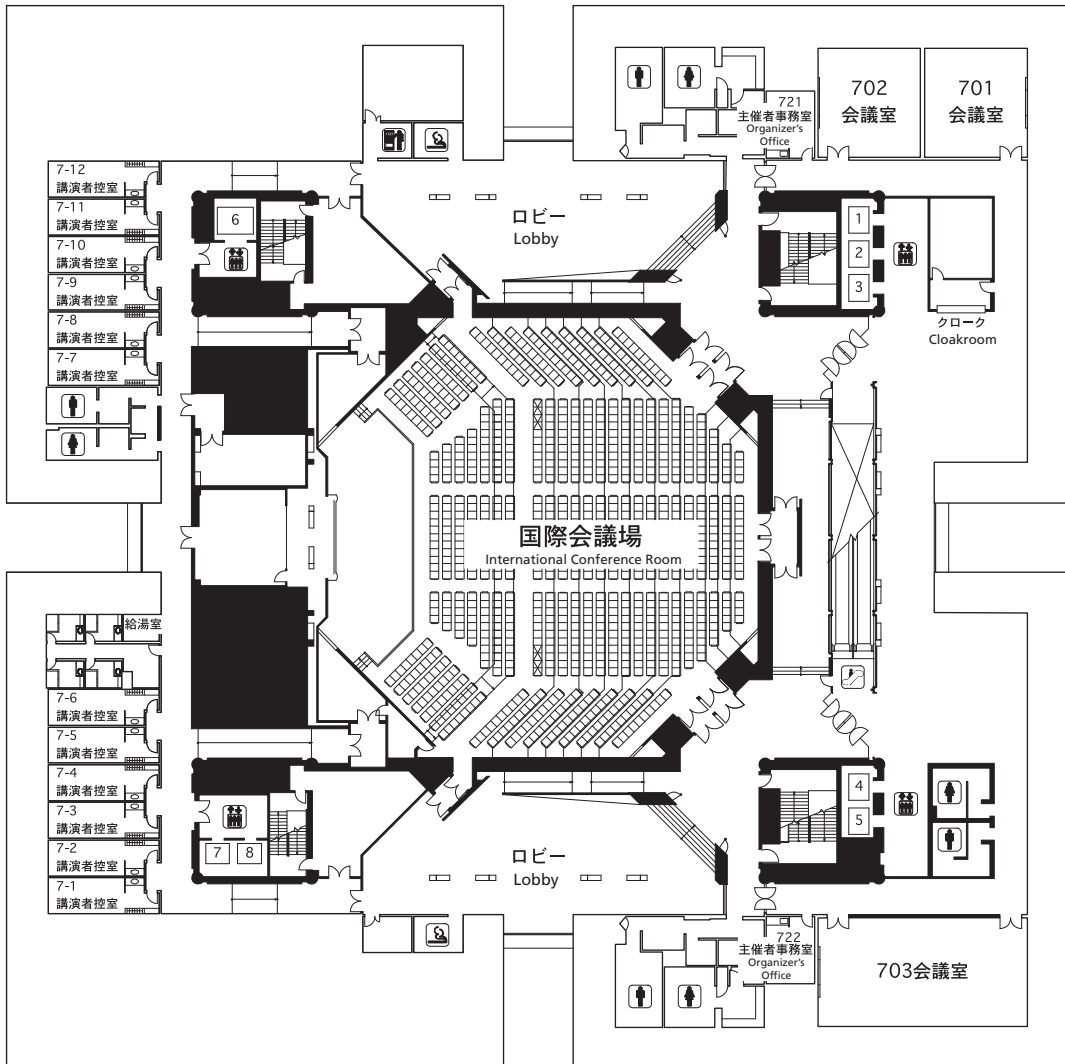 702
会議室
701
会議室
721
主催者事務室
Organizer's
Office
7-12
講演者控室
7-11
講演者控室
7-10
講演者控室
7-9
講演者控室
7-8
講演者控室
7-7
講演者控室
6
ロビー
Lobby
1
2
3
クローク
Cloakroom
国際会議場
International Conference Room
給湯室
7-6
講演者控室
7-5
講演者控室
7-4
講演者控室
7-3
講演者控室
7-2
講演者控室
7-1
講演者控室
7
8
ロビー
Lobby
4
5
722
主催者事務室
Organizer's
Office
703会議室